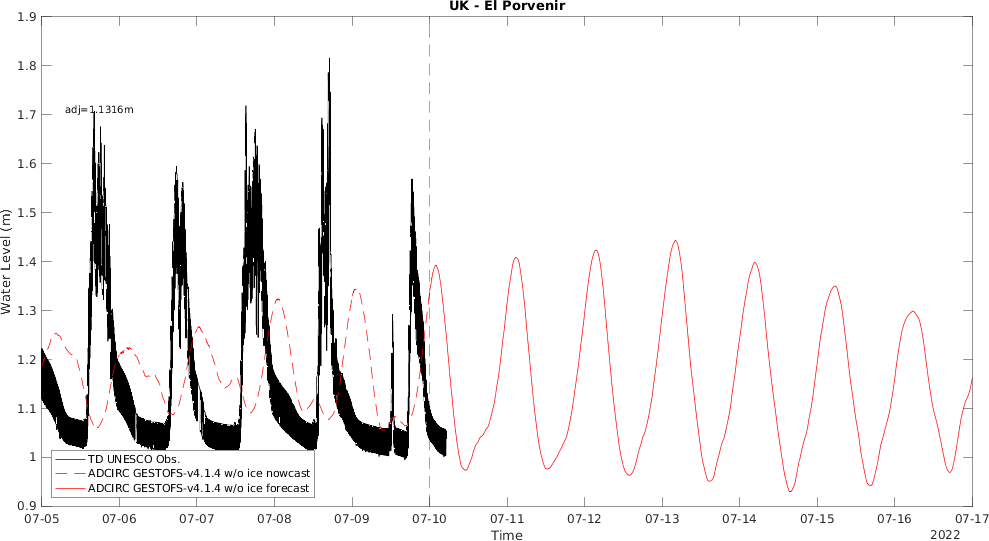 UK - El Porvenir
1.9
1.8
1.7
1.6
1.5
1.4
1.3
1.2
1.1
1
0.9
Water Level (m)
adj=1.1316m
TD UNESCO Obs.
ADCIRC GESTOFS-v4.1.4 w/o ice nowcast
ADCIRC GESTOFS-v4.1.4 w/o ice forecast
07-05 07-06 07-07 07-08 07-09 07-10 07-11 07-12 07-13 07-14 07-15 07-16 07-17
Time
2022